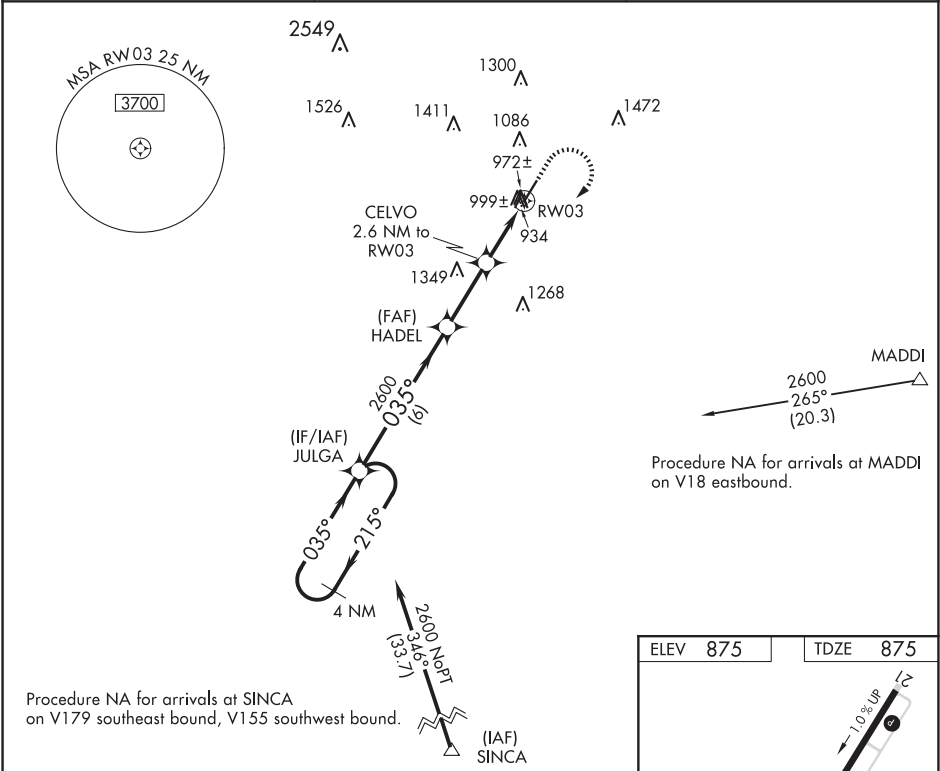 2549
MSA RW03 25 NM
3700
1300
1526
1411
1086
1472
972±
999±
RW03
934
CELVO
2.6 NM to
RW03
1349
1268
(FAF)
HADEL
MADDI
2600
265°
(20.3)
2600
035°
(6)
(IF/IAF)
JULGA
Procedure NA for arrivals at MADDI
on V18 eastbound.
035°
215°
4 NM
2600 NoPT
346°
(33.7)
ELEV 875
TDZE 875
Procedure NA for arrivals at SINCA
on V179 southeast bound, V155 southwest bound.
(IAF)
SINCA
21
1.0% UP
P